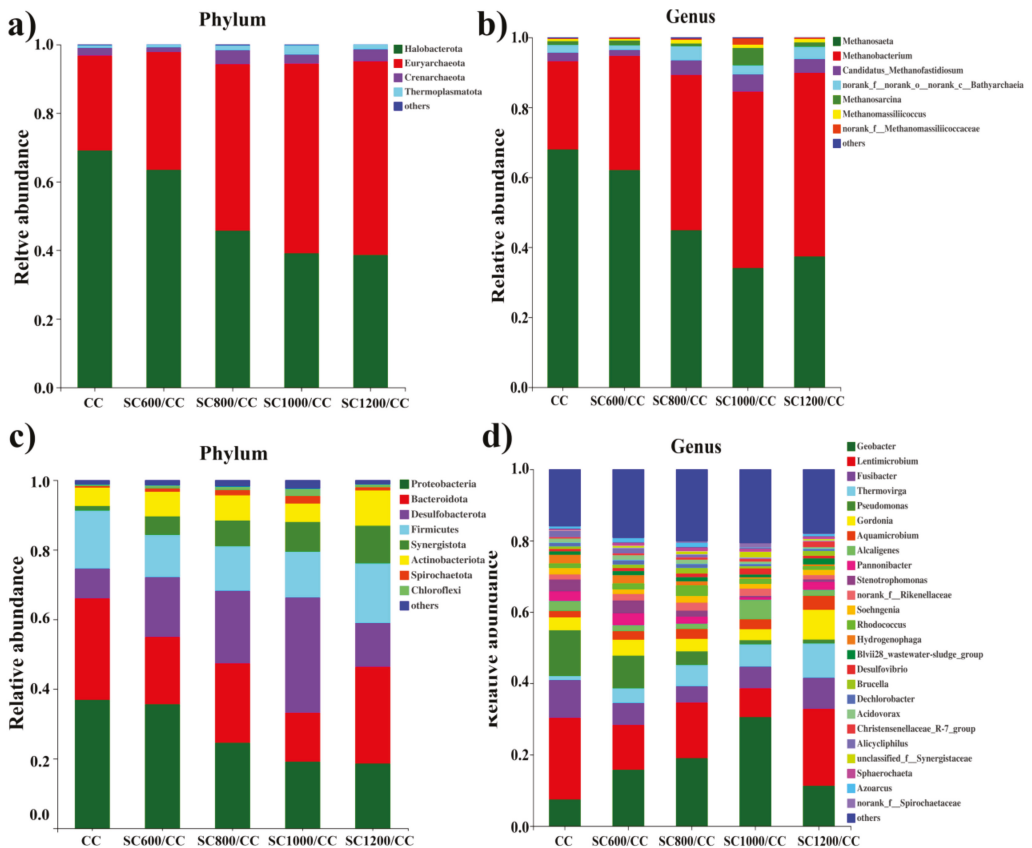 a)
Phylum
Reltve abundance
1.0
0.8
0.6
0.4
0.2
0.0
CC
SC600/CC
SC800/CC
SC1000/CC
SC1200/CC
Halobacterota
Euryarchaeota
Crenarchaeota
Thermoplasmatota
others
b)
Genus
Relative abundance
1.0
0.8
0.6
0.4
0.2
0.0
CC
SC600/CC
SC800/CC
SC1000/CC
SC1200/CC
Methanosaeta
Methanobacterium
Candidatus_Methanofastidiosum
norank_f__norank_o__norank_c__Bathyarchaeia
Methanosarcina
Methanomassiliicoccus
norank_f__Methanomassiliicoccaceae
others
c)
Phylum
Relative abundance
1.0
0.8
0.6
0.4
0.2
0.0
CC
SC600/CC
SC800/CC
SC1000/CC
SC1200/CC
Proteobacteria
Bacteroidota
Desulfobacterota
Firmicutes
Synergistota
Actinobacteriota
Spirochaetota
Chloroflexi
others
d)
Genus
Relative abundance
1.0
0.8
0.6
0.4
0.2
0.0
CC
SC600/CC
SC800/CC
SC1000/CC
SC1200/CC
Geobacter
Lentimicrobium
Fusibacter
Thermovirga
Pseudomonas
Gordonia
Aquamicrobium
Alcaligenes
Pannonibacter
Stenotrophomonas
norank_f__Rikenellaceae
Soehngenia
Rhodococcus
Hydrogenophaga
Blvii28_wastewater-sludge_group
Desulfovibrio
Brucella
Dechlorobacter
Acidovorax
Christensenellaceae_R-7_group
Alicycliphilus
unclassified_f__Synergistaceae
Sphaerochaeta
Azoarcus
norank_f__Spirochaetaceae
others